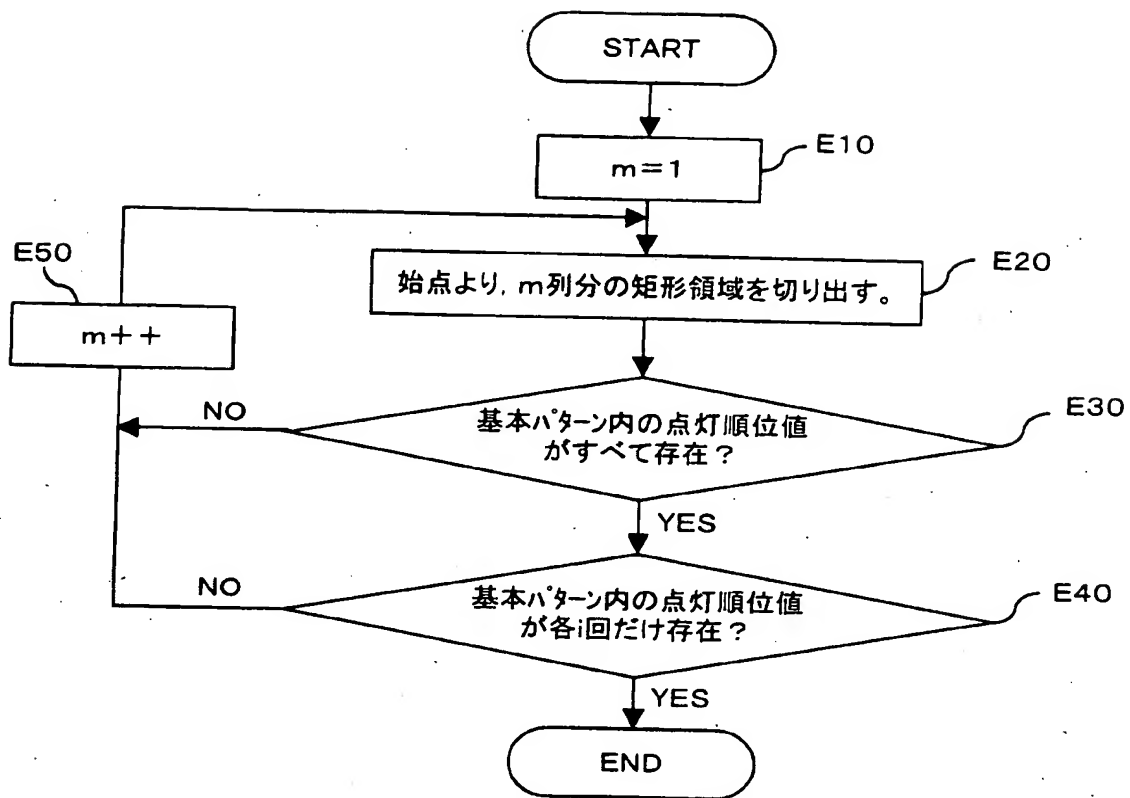 START
E10
m=1
E50
E20
始点より, m列分の矩形領域を切り出す。
m++
NO
E30
基本パターン内の点灯順位値
がすべて存在?
YES
NO
E40
基本パターン内の点灯順位値
が各i回だけ存在?
YES
END